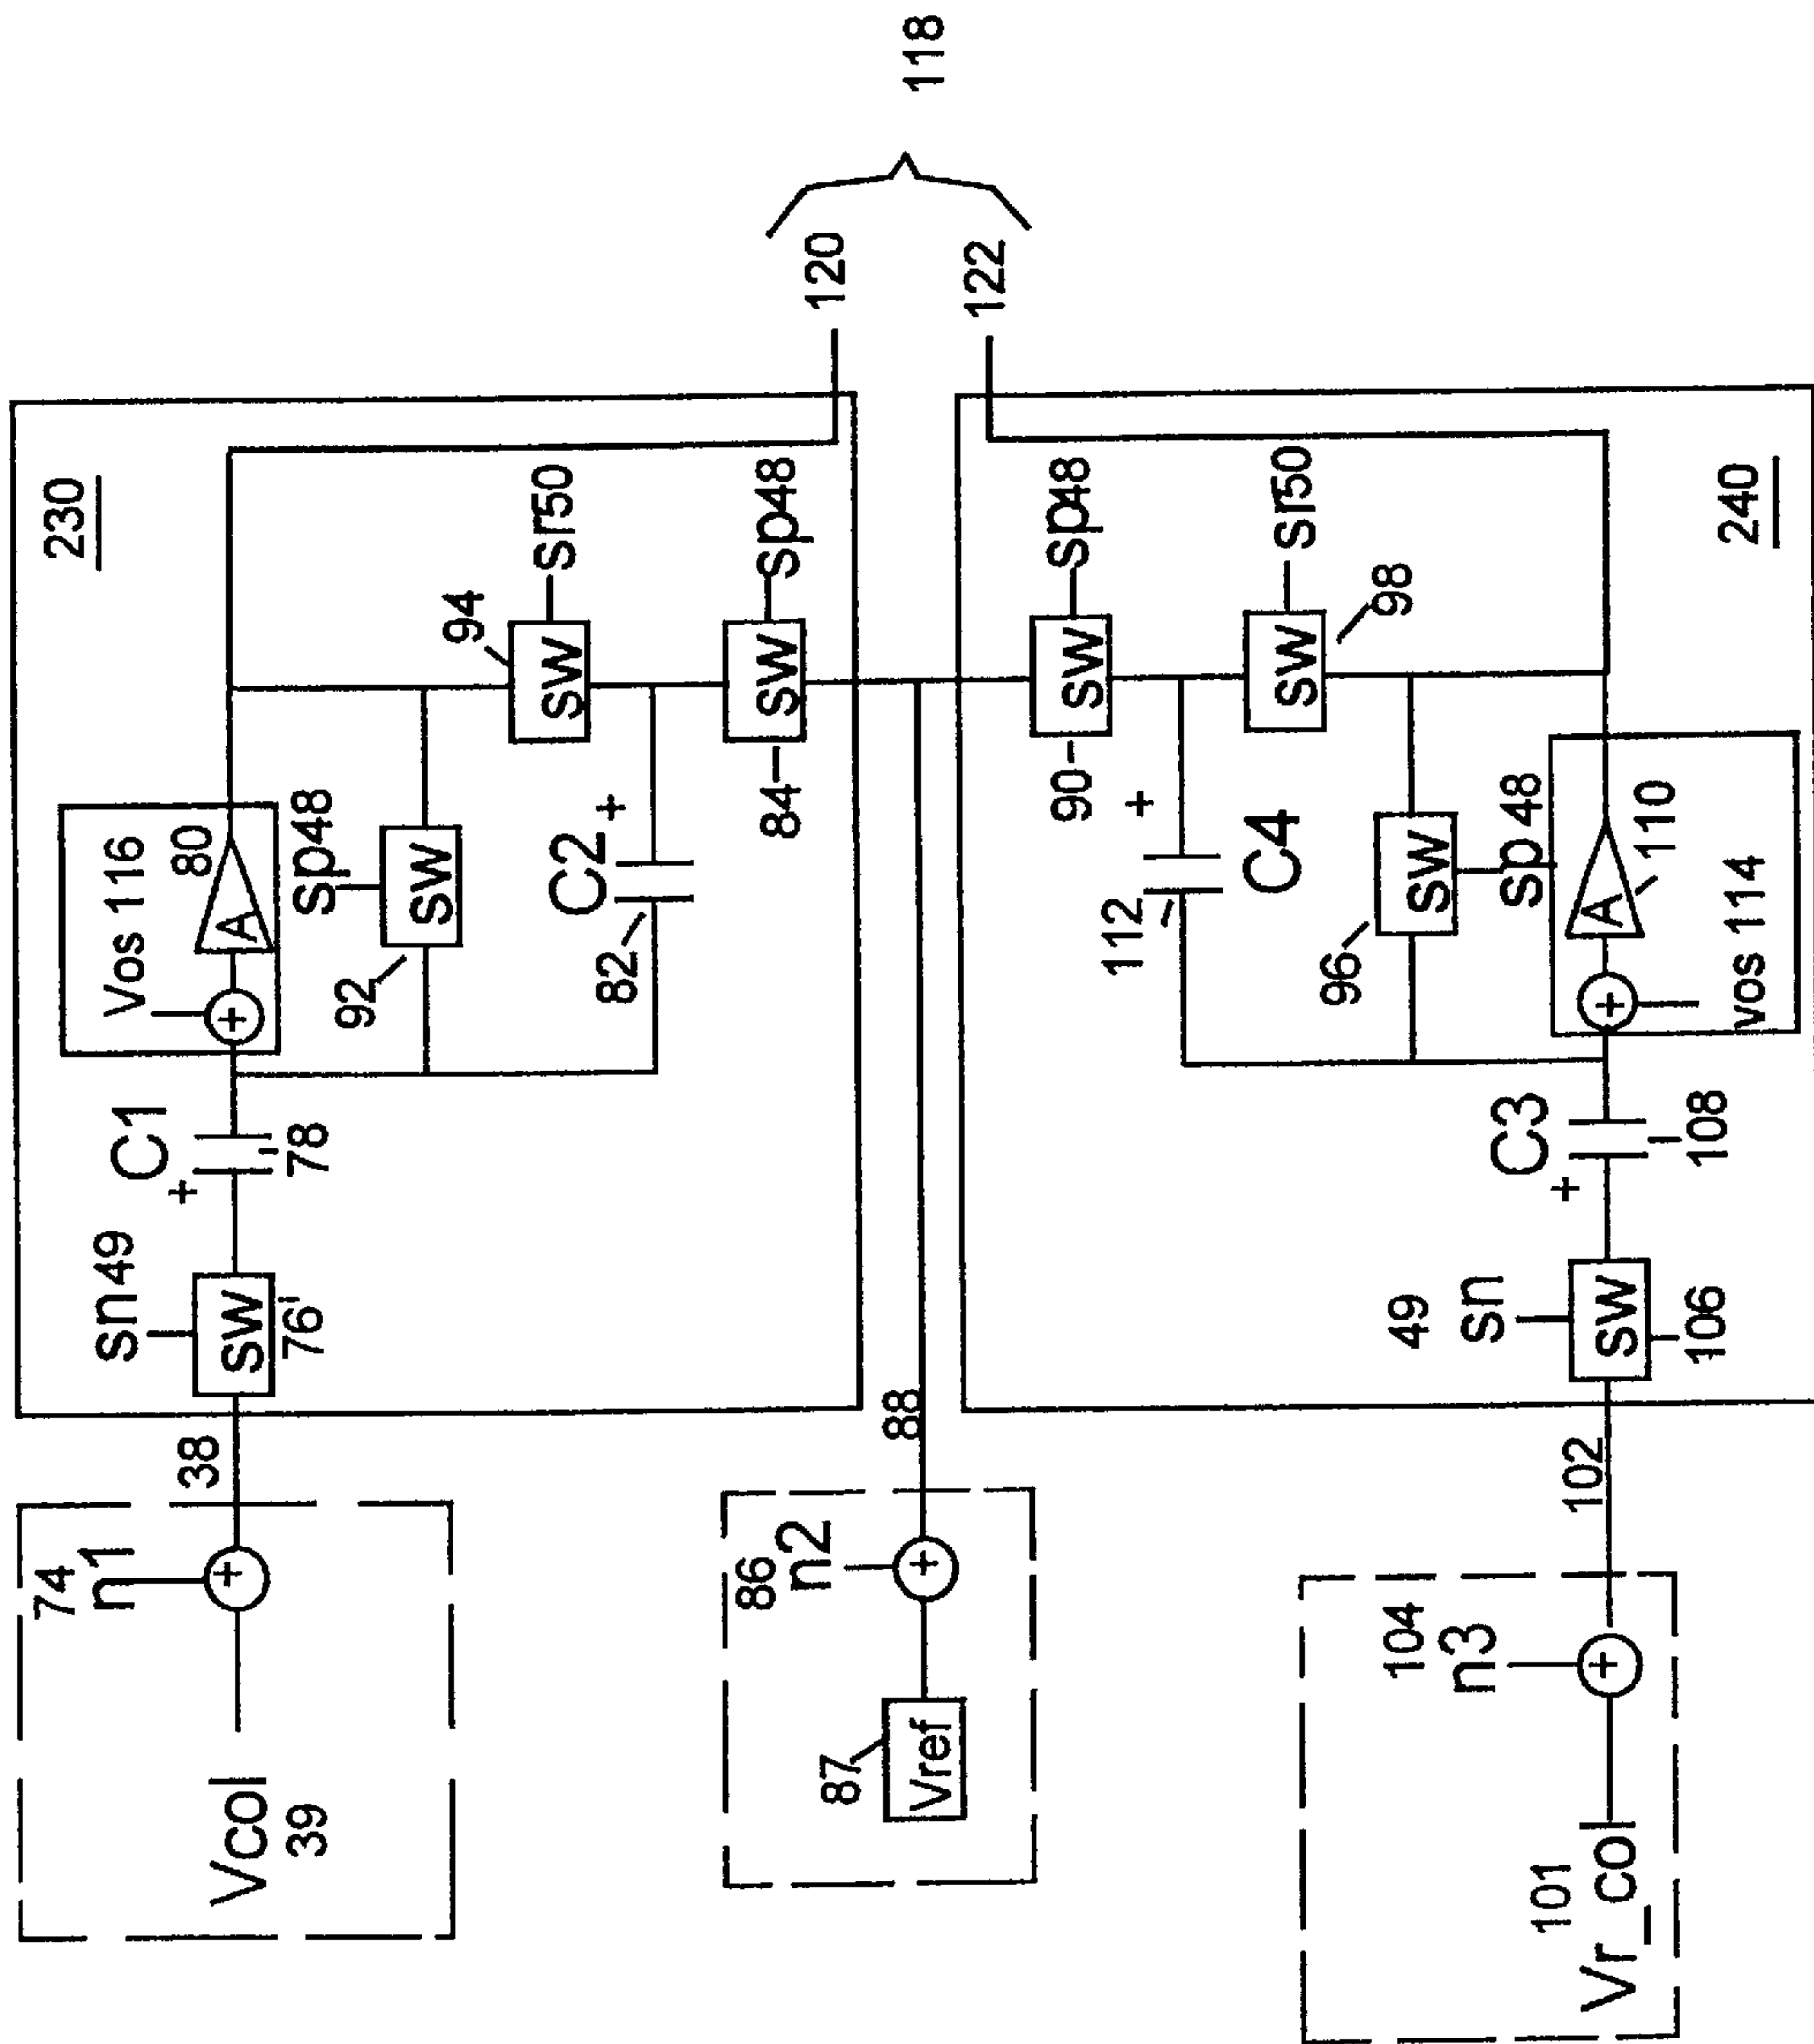 74
n1
Vcol
39
38
sn 49
sw
76
C1
+
78
+
Vos 116
A
80
sp48
sw
92
C2
+
82
94
sw
sr50
84
sw
sp48
230
120
118
122
86
n2
+
87
Vref
88
90
sw
sp48
+
112
C4
sw
sr50
98
96
sw
sp 48
240
104
n3
+
101
Vr_col
102
49
sn
sw
106
C3
+
108
+
A
110
vos 114